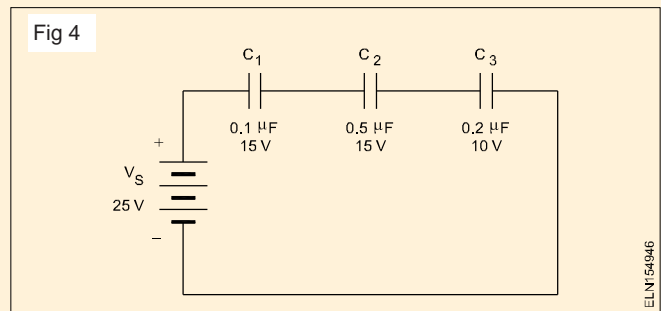 Fig 4
C1 C2 C3
0.1 μF 0.5 μF 0.2 μF
15 V 15 V 10 V
+
VS
25 V
–
ELN154946